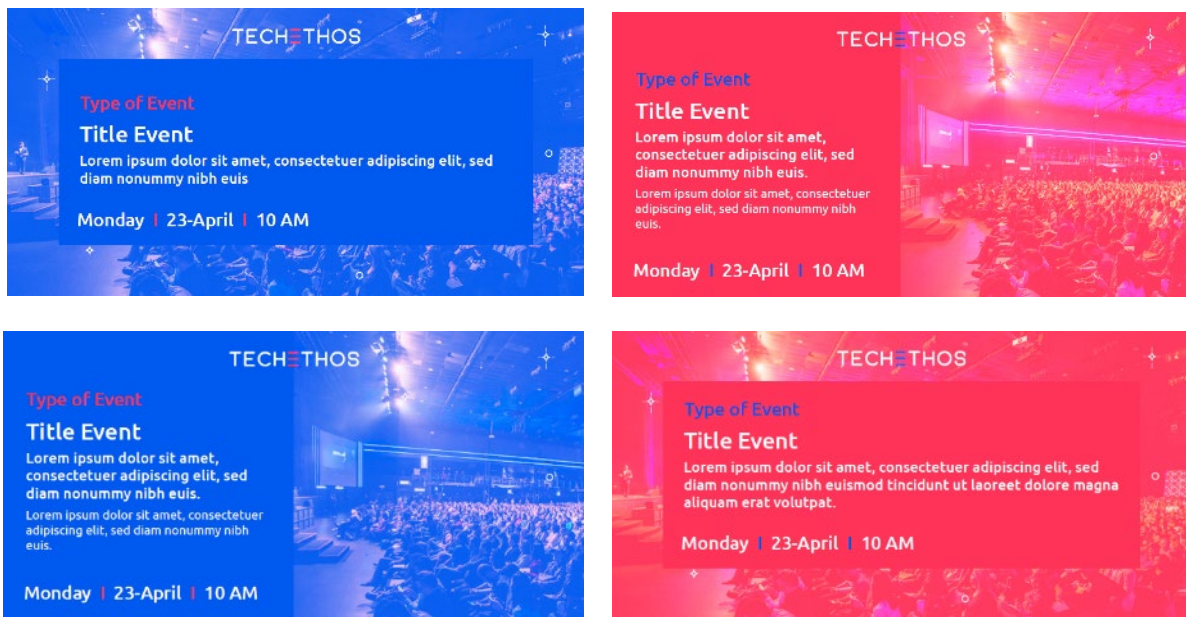 TECHETHOS
Type of Event
Title Event
Lorem ipsum dolor sit amet, consectetuer adipiscing elit, sed
diam nonummy nibh euis
Monday | 23-April | 10 AM
TECHETHOS
Type of Event
Title Event
Lorem ipsum dolor sit amet,
consectetuer adipiscing elit, sed
diam nonummy nibh euis.
Lorem ipsum dolor sit amet, consectetuer
adipiscing elit, sed diam nonummy nibh
euis.
Monday | 23-April | 10 AM
TECHETHOS
Type of Event
Title Event
Lorem ipsum dolor sit amet,
consectetuer adipiscing elit, sed
diam nonummy nibh euis.
Lorem ipsum dolor sit amet, consectetuer
adipiscing elit, sed diam nonummy nibh
euis.
Monday | 23-April | 10 AM
TECHETHOS
Type of Event
Title Event
Lorem ipsum dolor sit amet, consectetuer adipiscing elit, sed
diam nonummy nibh euismod tincidunt ut laoreet dolore magna
aliquam erat volutpat.
Monday | 23-April | 10 AM